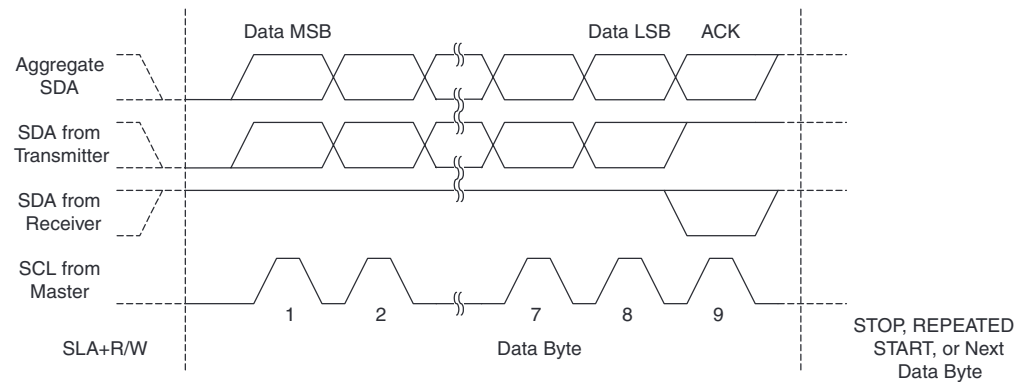 Data MSB
Data LSB
ACK
Aggregate
SDA
SDA from
Transmitter
SDA from
Receiver
SCL from
Master
1
2
7
8
9
SLA+R/W
Data Byte
STOP, REPEATED
START, or Next
Data Byte